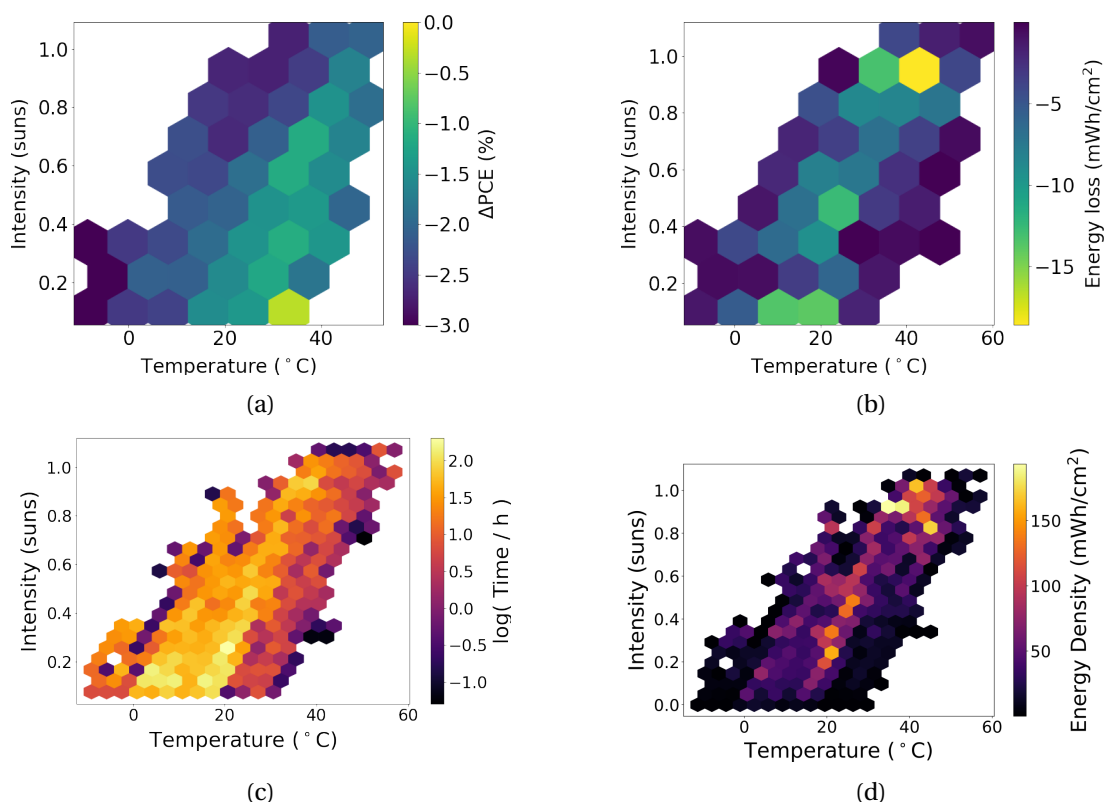 0.0
−0.5
−1.0
−1.5
−2.0
−2.5
−3.0
ΔPCE (%)
1.0
0.8
0.6
0.4
0.2
Intensity (suns)
0 20 40
Temperature (°C)
(a)
1.0
0.8
0.6
0.4
0.2
Intensity (suns)
0 20 40 60
Temperature (°C)
−5
−10
−15
Energy loss (mWh/cm²)
(b)
1.0
0.8
0.6
0.4
0.2
Intensity (suns)
0 20 40 60
Temperature (°C)
2.0
1.5
1.0
0.5
0.0
−0.5
−1.0
log( Time / h )
(c)
1.0
0.8
0.6
0.4
0.2
0.0
Intensity (suns)
0 20 40 60
Temperature (°C)
150
100
50
Energy Density (mWh/cm²)
(d)